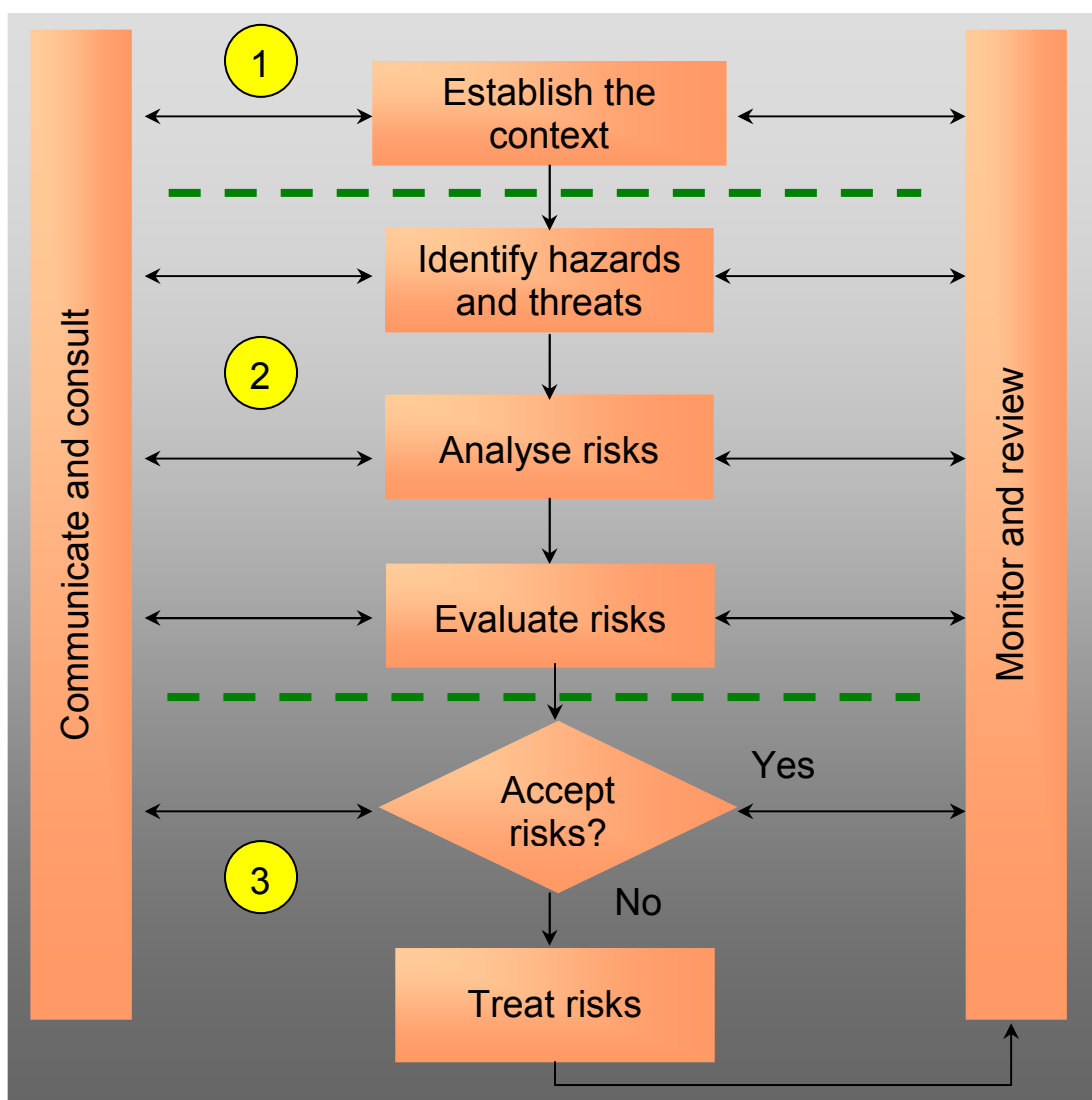 1
Establish the
context
Identify hazards
and threats
2
Analyse risks
Evaluate risks
Accept
risks?
Yes
3
No
Treat risks
Communicate and consult
Monitor and review